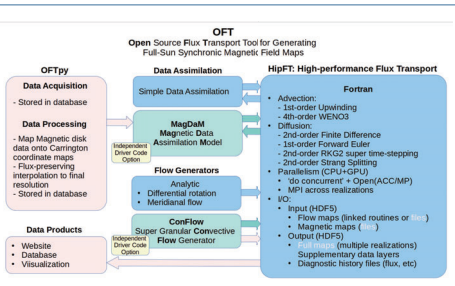 OFT
Open Source Flux Transport Tool for Generating
Full-Sun Synchronic Magnetic Field Maps
OFTpy
Data Acquisition
- Stored in database
Data Processing
- Map Magnetic disk
data onto Carrington
coordinate maps
- Flux-preserving
interpolation to final
resolution
- Stored in database
Data Products
• Website
• Database
• Visualization
Data Assimilation
Simple Data Assimilation
MagDaM
Magnetic Data
Assimilation Model
Independent
Driver Code
Option
Flow Generators
Analytic
• Differential rotation
• Meridianal flow
ConFlow
Super Granular Convective
Flow Generator
Independent
Driver Code
Option
HipFT: High-performance Flux Transport
Fortran
• Advection:
- 1st-order Upwinding
- 4th-order WENO3
• Diffusion:
- 2nd-order Finite Difference
- 1st-order Forward Euler
- 2nd-order RKG2 super time-stepping
- 2nd-order Strang Splitting
• Parallelism (CPU+GPU)
• 'do concurrent' + Open(ACC/MP)
• MPI across realizations
• I/O:
• Input (HDF5)
• Flow maps (linked routines or files)
• Magnetic maps (files)
• Output (HDF5)
• Full maps (multiple realizations)
Supplementary data layers
• Diagnostic history files (flux, etc)